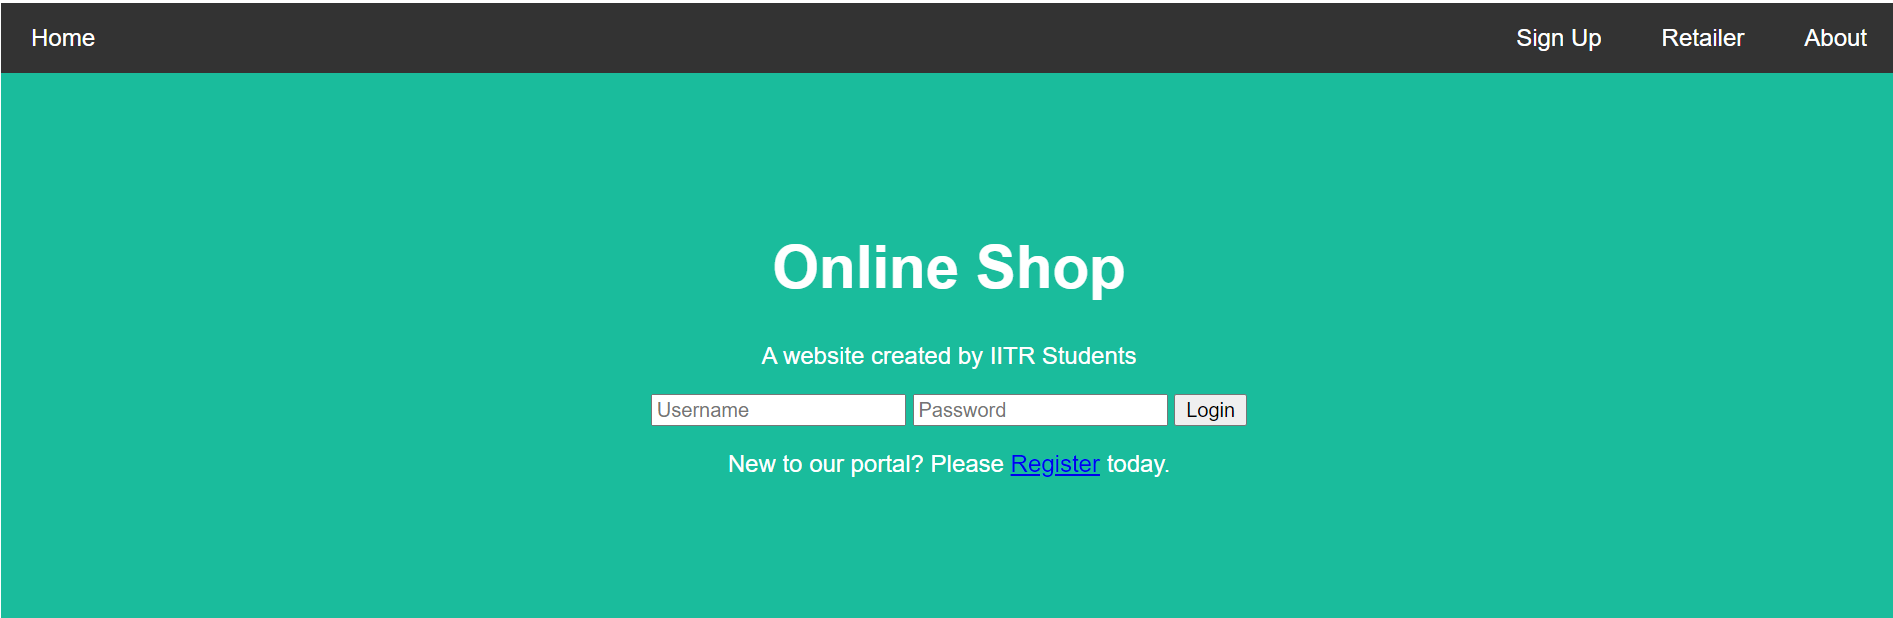 Home Sign Up Retailer About
Online Shop
A website created by IITR Students
Username Password Login
New to our portal? Please Register today.